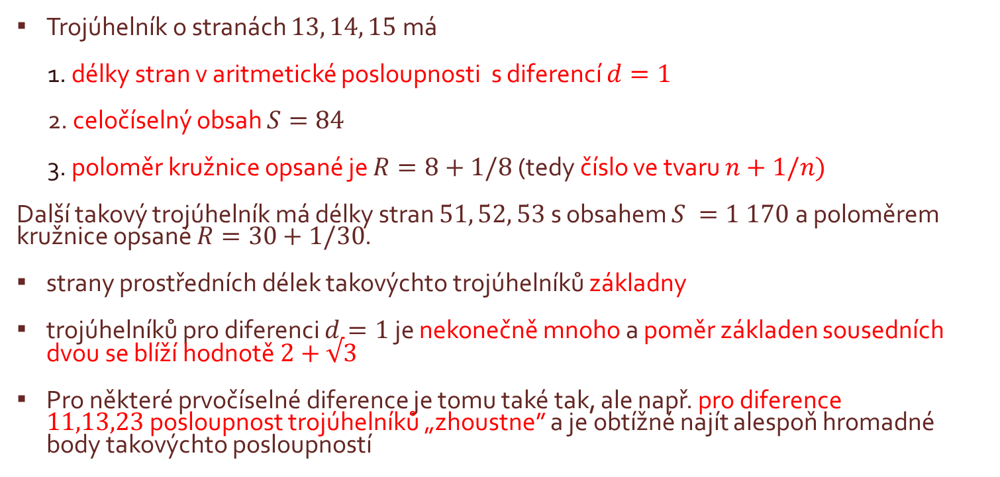 ▪ Trojúhelník o stranách 13, 14, 15 má
1. délky stran v aritmetické posloupnosti s diferencí d = 1
2. celočíselný obsah S = 84
3. poloměr kružnice opsané je R = 8 + 1/8 (tedy číslo ve tvaru n + 1/n)
Další takový trojúhelník má délky stran 51, 52, 53 s obsahem S = 1 170 a poloměrem
kružnice opsané R = 30 + 1/30.
▪ strany prostředních délek takovýchto trojúhelníků základny
▪ trojúhelníků pro diferenci d = 1 je nekonečně mnoho a poměr základen sousedních
dvou se blíží hodnotě 2 + √3
▪ Pro některé prvočíselné diference je tomu také tak, ale např. pro diference
11,13,23 posloupnost trojúhelníků „zhoustne” a je obtížné najít alespoň hromadné
body takovýchto posloupností